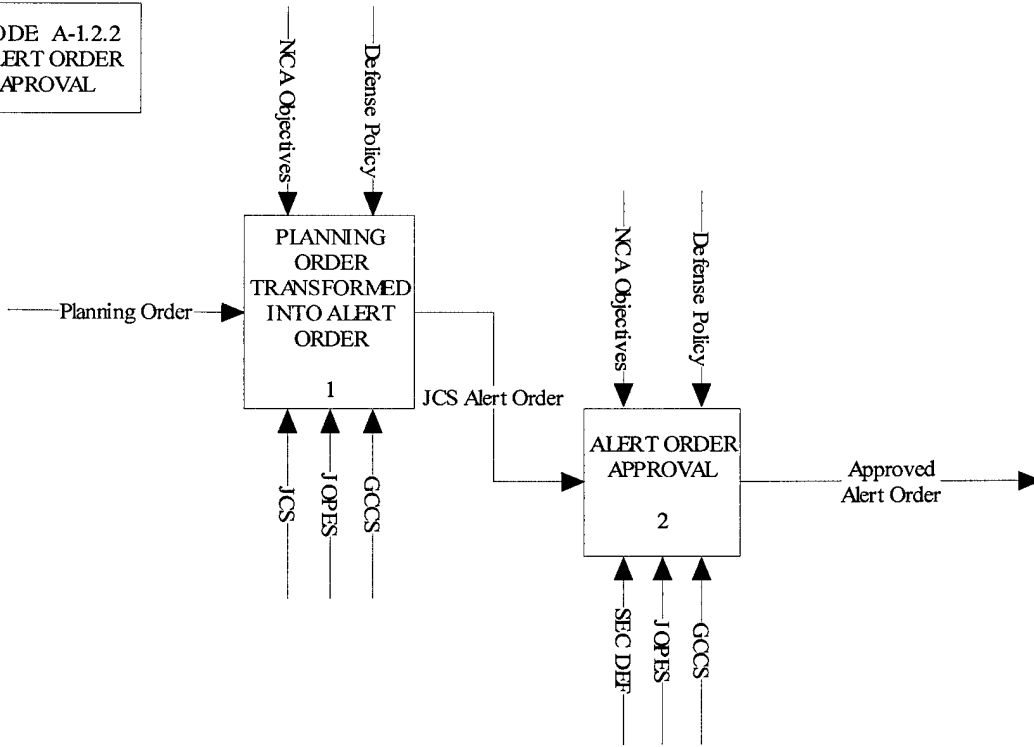 ODE A-1.2.2
ERT ORDER
APROVAL
NCA Objectives
Defense Policy
PLANNING
ORDER
TRANSFORMED
INTO ALERT
ORDER
1
Planning Order
JCS
JOPES
GCCS
JCS Alert Order
NCA Objectives
Defense Policy
ALERT ORDER
APPROVAL
2
SEC DEF
JOPES
GCCS
Approved
Alert Order